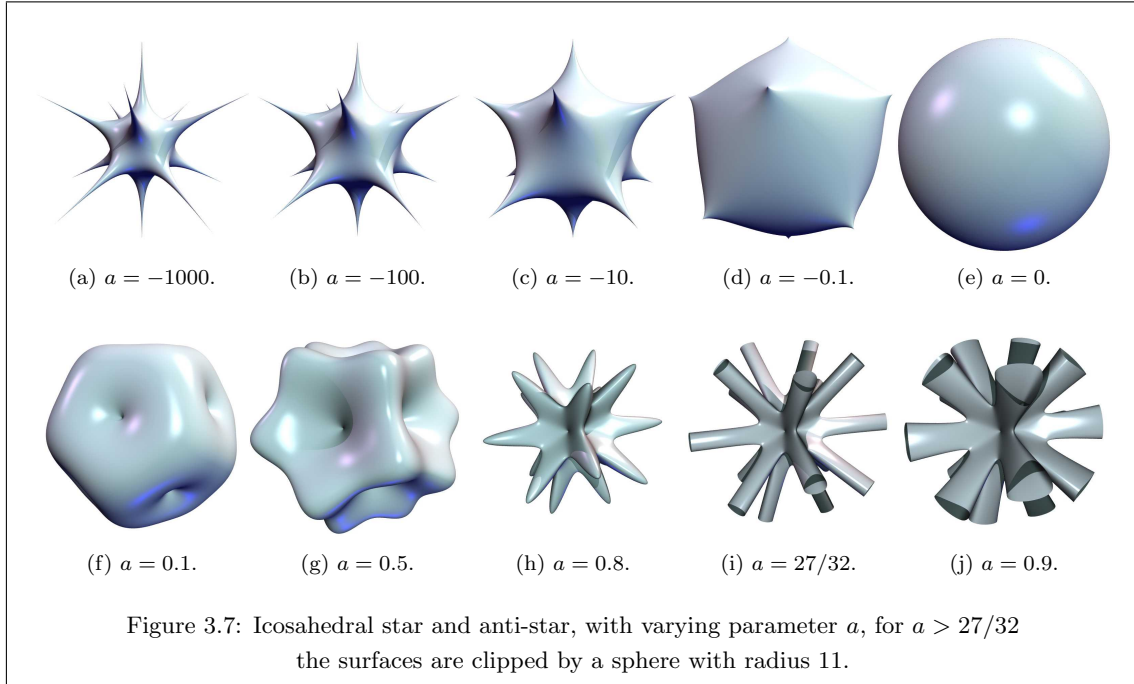 (a) a = −1000.
(b) a = −100.
(c) a = −10.
(d) a = −0.1.
(e) a = 0.
(f) a = 0.1.
(g) a = 0.5.
(h) a = 0.8.
(i) a = 27/32.
(j) a = 0.9.
Figure 3.7: Icosahedral star and anti-star, with varying parameter a, for a > 27/32
the surfaces are clipped by a sphere with radius 11.